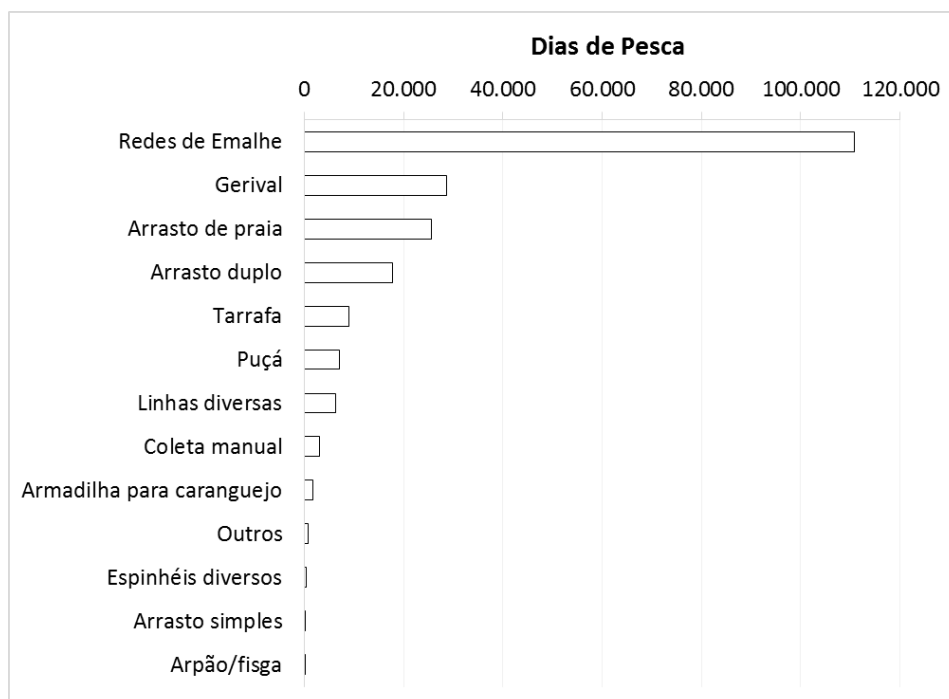 Dias de Pesca
0 20.000 40.000 60.000 80.000 100.000 120.000
Redes de Emalhe
Gerival
Arrasto de praia
Arrasto duplo
Tarrafa
Puçá
Linhas diversas
Coleta manual
Armadilha para caranguejo
Outros
Espinhéis diversos
Arrasto simples
Arpão/fisga